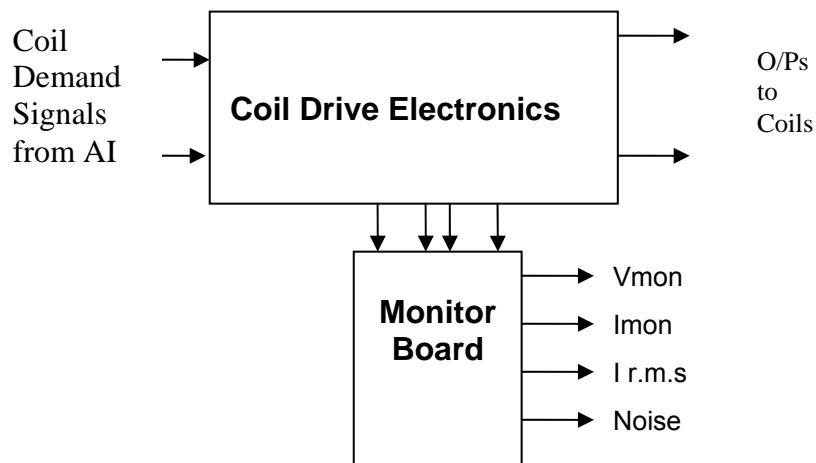 Coil
Demand
Signals
from AI
Coil Drive Electronics
O/Ps
to
Coils
Monitor
Board
Vmon
Imon
I r.m.s
Noise